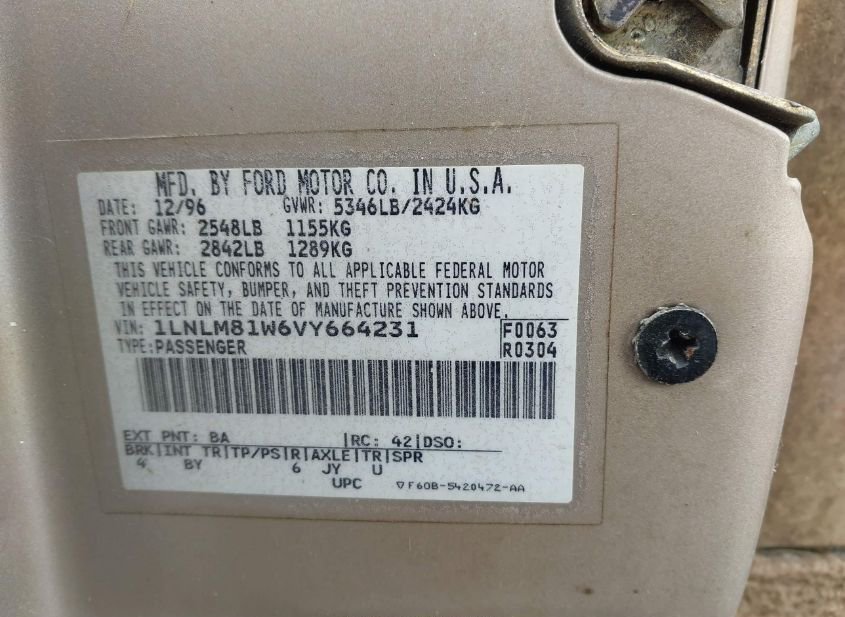 MFD. BY FORD MOTOR CO. IN U.S.A.
DATE: 12/96 GVWR: 5346LB/2424KG
FRONT GAWR: 2548LB 1155KG
REAR GAWR: 2842LB 1289KG
THIS VEHICLE CONFORMS TO ALL APPLICABLE FEDERAL MOTOR
VEHICLE SAFETY, BUMPER, AND THEFT PREVENTION STANDARDS
IN EFFECT ON THE DATE OF MANUFACTURE SHOWN ABOVE.
VIN: 1LNLM81W6VY664231 F0063
TYPE: PASSENGER R0304
EXT PNT: BA |RC: 42|DSO:
BRK|INT TR|TP/PS|R|AXLE|TR|SPR
4 BY 6 JY U
UPC ▽F60B-5420472-AA